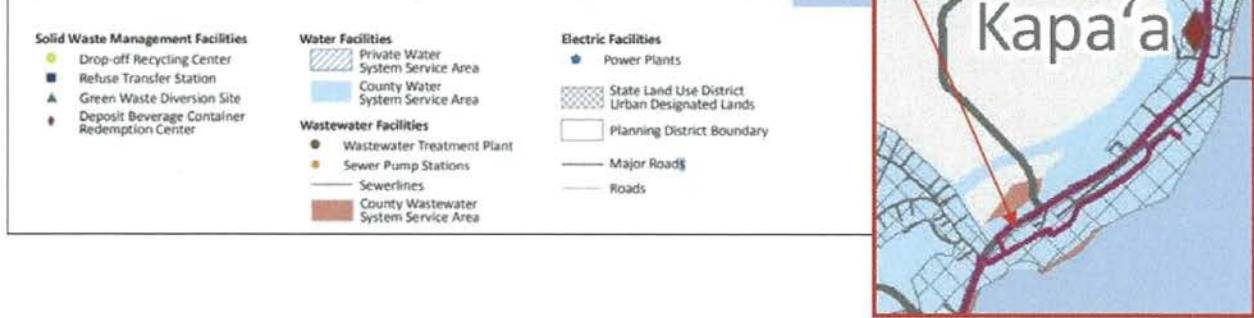 Solid Waste Management Facilities
Drop-off Recycling Center
Refuse Transfer Station
Green Waste Diversion Site
Deposit Beverage Container
Redemption Center
Water Facilities
Private Water
System Service Area
County Water
System Service Area
Wastewater Facilities
Wastewater Treatment Plant
Sewer Pump Stations
Sewerlines
County Wastewater
System Service Area
Electric Facilities
Power Plants
State Land Use District
Urban Designated Lands
Planning District Boundary
Major Roads
Roads
Kapaʻa